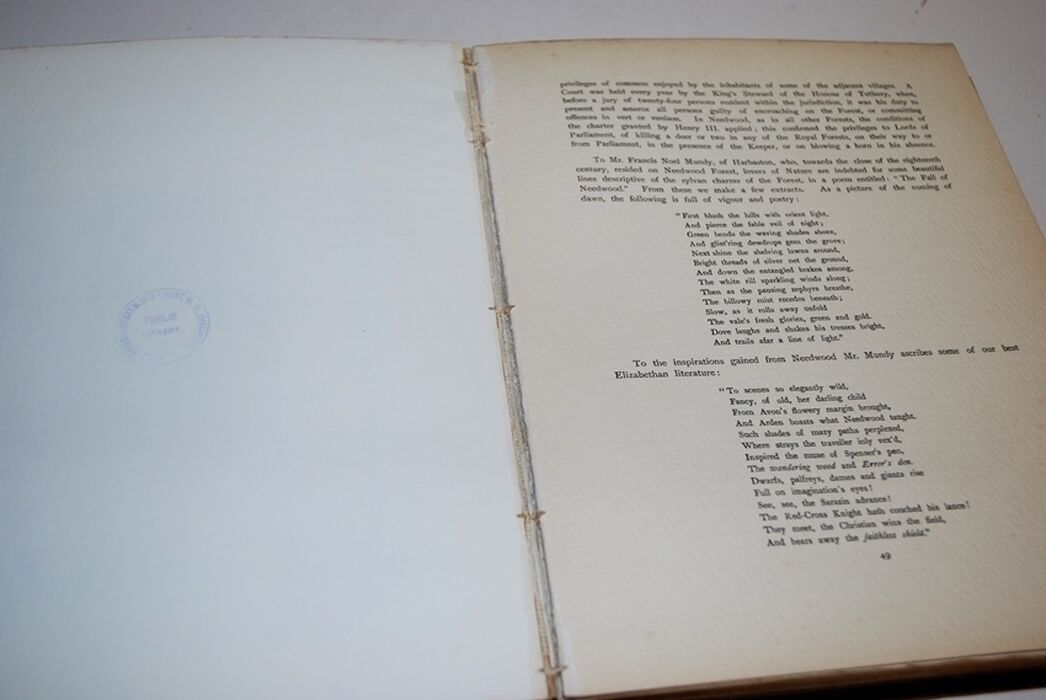 PUBLIC
LIBRARY
privileges of common enjoyed by the inhabitants of some of the adjacent villages. A
Court was held every year by the King's Steward of the Honour of Tutbury, when,
before a jury of twenty-four persons resident within the jurisdiction, it was his duty to
present and amerce all persons guilty of encroaching on the Forest, or committing
offences in vert or venison. In Needwood, as in all other Forests, the conditions of
the charter granted by Henry III. applied; this confirmed the privileges to Lords of
Parliament, of killing a deer or two in any of the Royal Forests, on their way to or
from Parliament, in the presence of the Keeper, or on blowing a horn in his absence.
To Mr. Francis Noel Mundy, of Harbaston, who, towards the close of the eighteenth
century, resided on Needwood Forest, lovers of Nature are indebted for some beautiful
lines descriptive of the sylvan charms of the Forest, in a poem entitled: "The Fall of
Needwood." From these we make a few extracts. As a picture of the coming of
dawn, the following is full of vigour and poetry:
"First blush the hills with orient light,
And pierce the fable veil of night;
Green bends the waving shades above,
And glist'ring dewdrops gem the grove;
Next shine the shelving lawns around,
Bright threads of silver net the ground,
And down the entangled brakes among,
The white rill sparkling winds along;
Then as the pausing zephyrs breathe,
The billowy mist recedes beneath;
Slow, as it rolls away unfold
The vale's fresh glories, green and gold.
Dove laughs and shakes his tresses bright,
And trails afar a line of light."
To the inspirations gained from Needwood Mr. Mundy ascribes some of our best
Elizabethan literature:
"To scenes so elegantly wild,
Fancy, of old, her darling child
From Avon's flowery margin brought,
And Arden boasts what Needwood taught.
Such shades of mazy paths perplexed,
Where strays the traveller inly vex'd,
Inspired the muse of Spenser's pen,
The wandering wood and Error's den.
Dwarfs, palfreys, dames and giants rise
Full on imagination's eyes!
See, see, the Sarazin advance!
The Red-Cross Knight hath couched his lance!
They meet, the Christian wins the field,
And bears away the faithless shield."
49